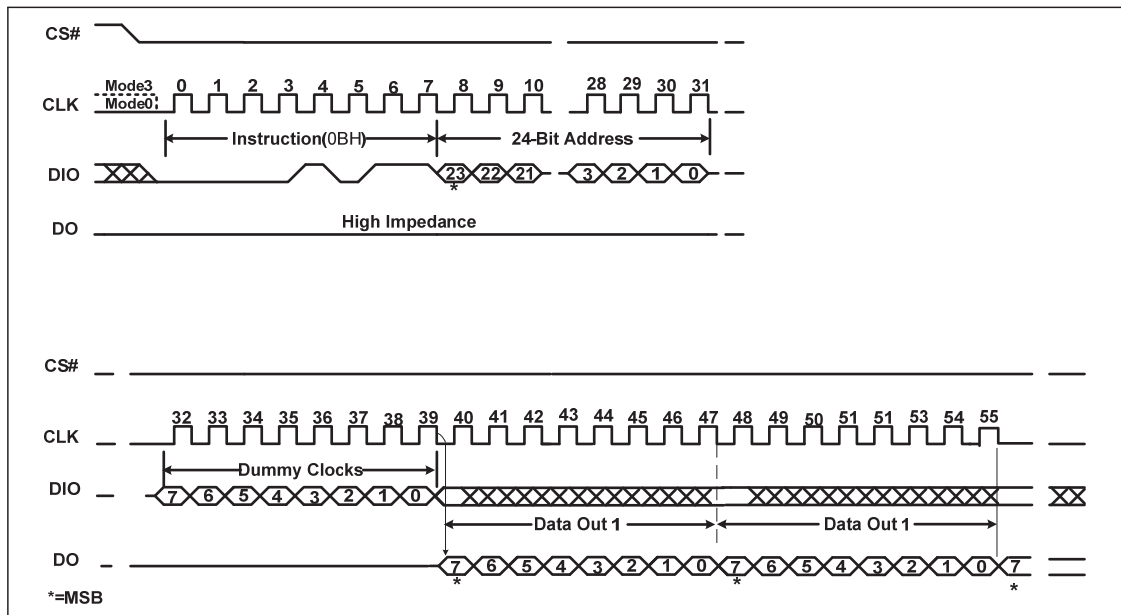 CS#
Mode3
Mode0
0 1 2 3 4 5 6 7 8 9 10 28 29 30 31
CLK
Instruction(0BH) 24-Bit Address
DIO 23 22 21 3 2 1 0
*
High Impedance
DO
CS#
32 33 34 35 36 37 38 39 40 41 42 43 44 45 46 47 48 49 50 51 51 53 54 55
CLK
Dummy Clocks
DIO 7 6 5 4 3 2 1 0
Data Out 1 Data Out 1
DO 7 6 5 4 3 2 1 0 7 6 5 4 3 2 1 0 7
* * *
*=MSB